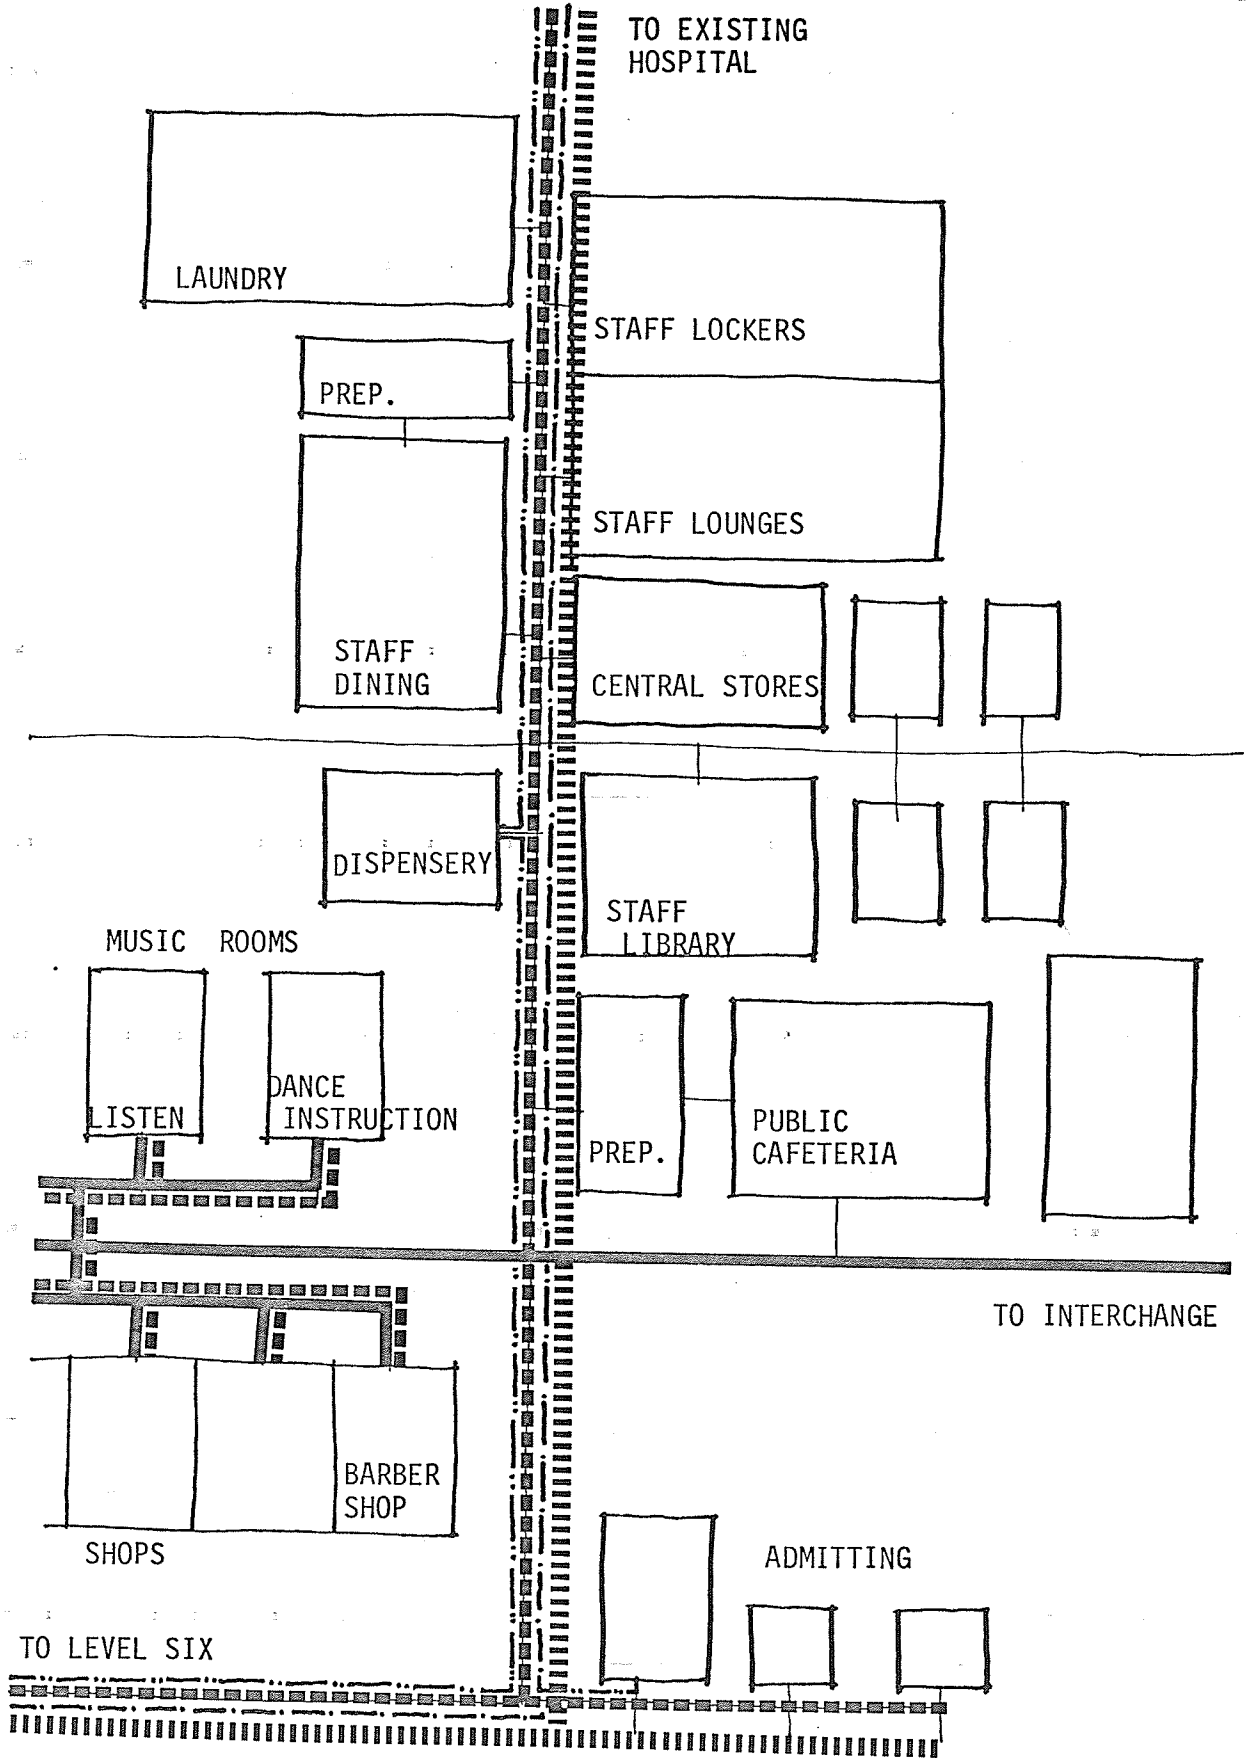 TO EXISTING
HOSPITAL
LAUNDRY
STAFF LOCKERS
PREP.
STAFF LOUNGES
STAFF
DINING
CENTRAL STORES
DISPENSERY
STAFF
LIBRARY
MUSIC ROOMS
LISTEN
DANCE
INSTRUCTION
PREP.
PUBLIC
CAFETERIA
TO INTERCHANGE
BARBER
SHOP
SHOPS
ADMITTING
TO LEVEL SIX